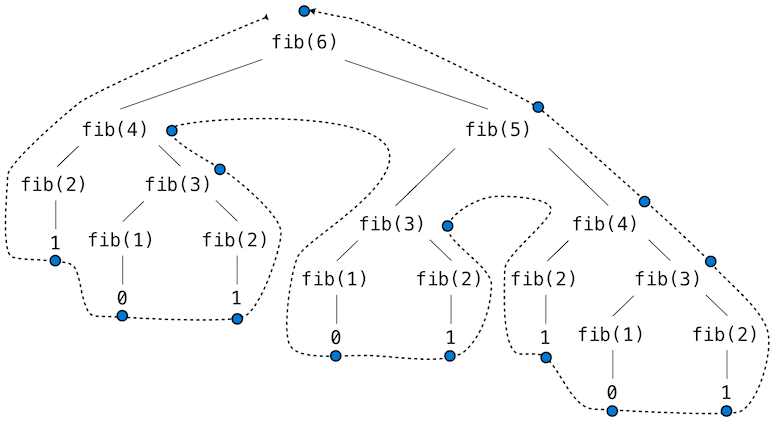 fib(6)
fib(4) fib(5)
fib(2) fib(3) fib(3) fib(4)
1 fib(1) fib(2) fib(1) fib(2) fib(2) fib(3)
0 1 0 1 1 fib(1) fib(2)
0 1